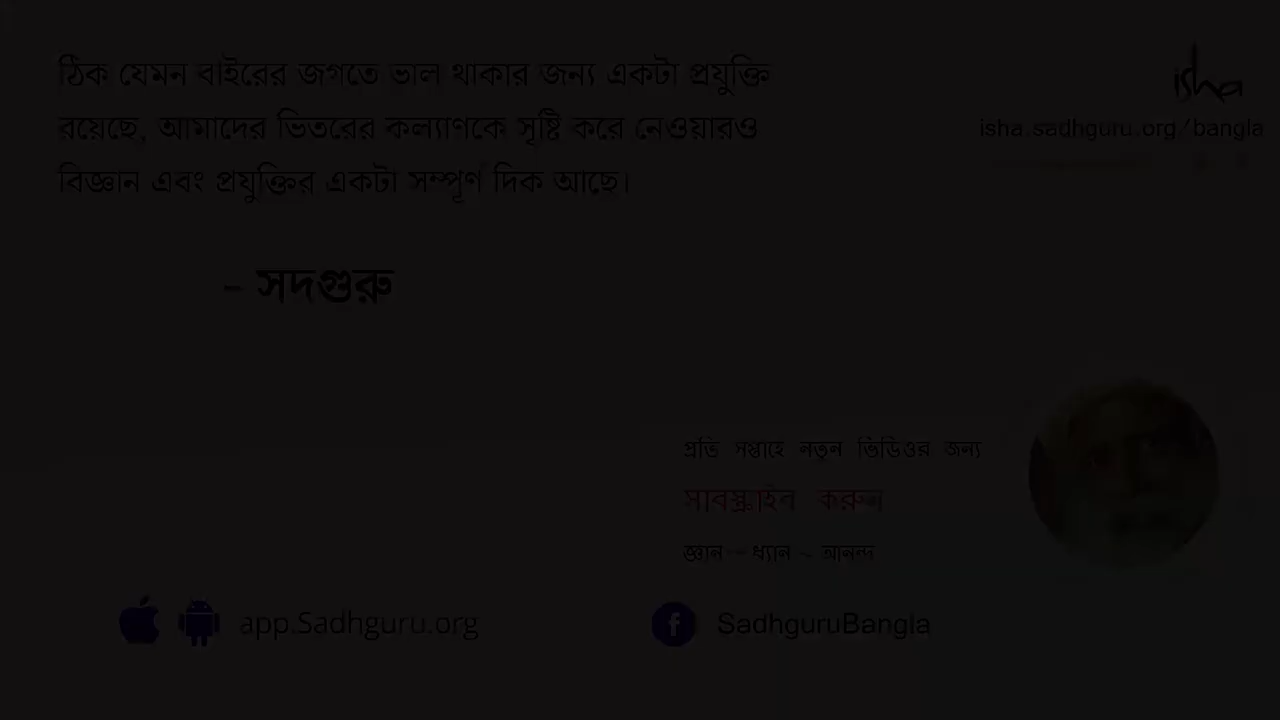 ঠিক যেমন বাইরের জগতে ভাল থাকার জন্য একটা প্রযুক্তি
রয়েছে, আমাদের ভিতরের কল্যাণকে সৃষ্টি করে নেওয়ারও
বিজ্ঞান এবং প্রযুক্তির একটা সম্পূর্ণ দিক আছে।
– সদগুরু
isha
isha.sadhguru.org/bangla
প্রতি সপ্তাহে নতুন ভিডিওর জন্য
সাবস্ক্রাইব করুন
জ্ঞান ~ ধ্যান ~ আনন্দ
app.Sadhguru.org
SadhguruBangla